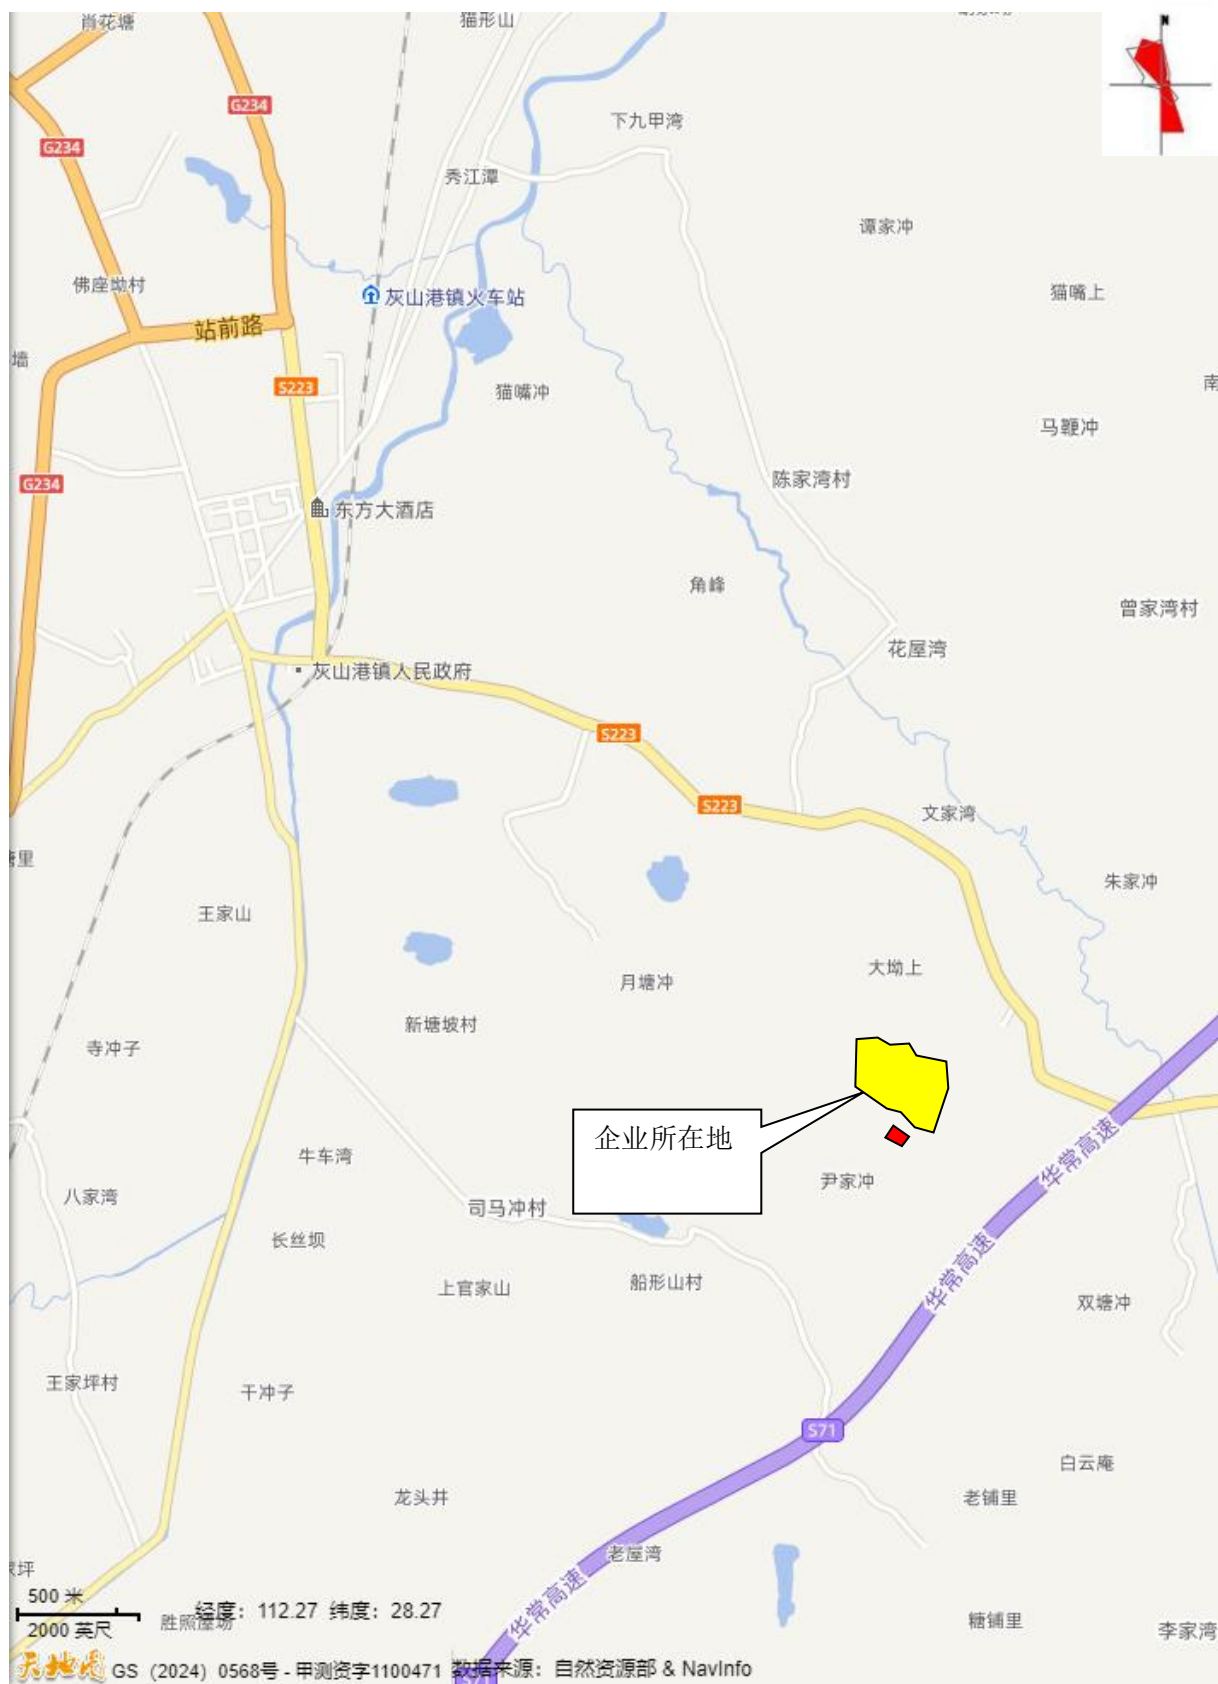 肖花塘
猫形山
N
G234
G234
下九甲湾
秀江潭
谭家冲
佛座坳村
灰山港镇火车站
猫嘴上
站前路
墙
S223
猫嘴冲
南
马鞭冲
G234
陈家湾村
东方大酒店
角峰
曾家湾村
花屋湾
灰山港镇人民政府
S223
S223
文家湾
里
朱家冲
王家山
大坳上
月塘冲
新塘坡村
寺冲子
企业所在地
华常高速
牛车湾
尹家冲
八家湾
司马冲村
长丝坝
华常高速
船形山村
上官家山
双塘冲
王家坪村
干冲子
S71
白云庵
龙头井
老铺里
老屋湾
坪
500 米
华常高速
经度：112.27 纬度：28.27
2000 英尺
胜照屋场
糖铺里
李家湾
天地图
GS（2024）0568号 - 甲测资字1100471
数据来源：自然资源部 & NavInfo
S71